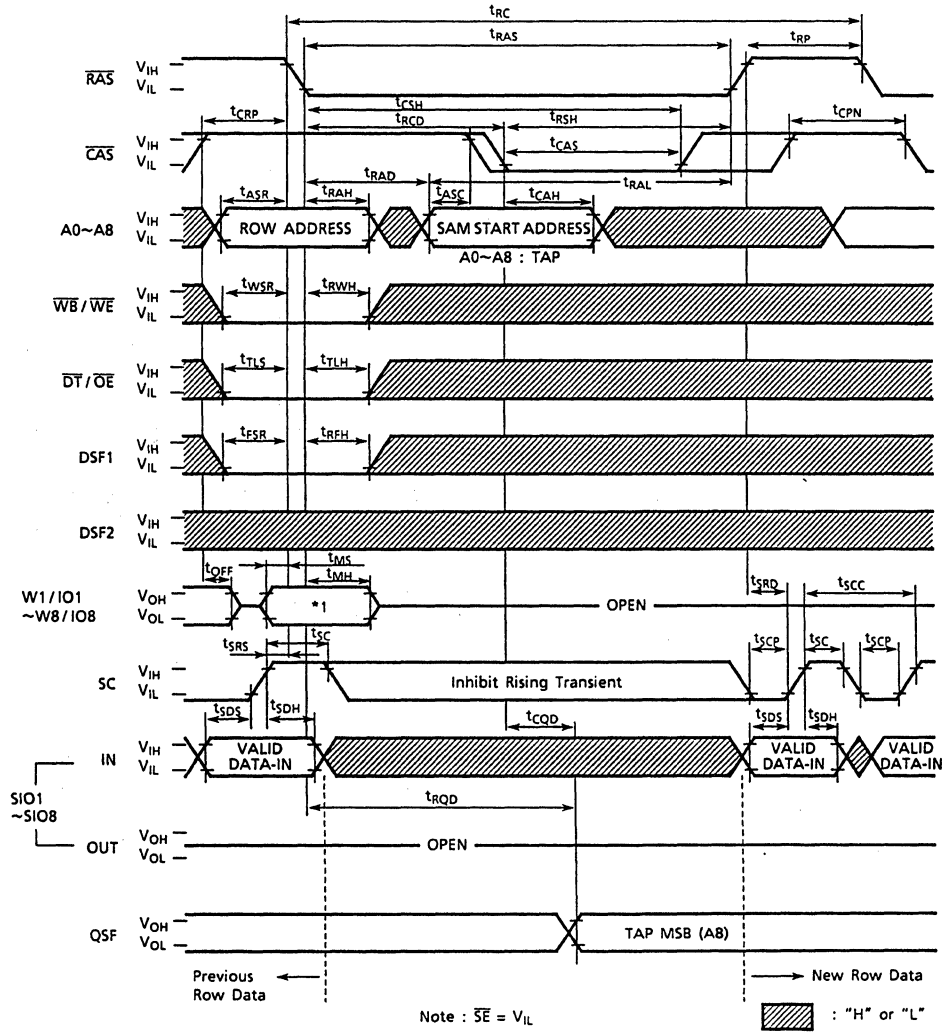 tRC
tRAS
tRP
RAS
VIH
VIL
tCSH
tCRP
tRCD
tRSH
tCPN
CAS
VIH
VIL
tCAS
tRAD
tRAL
tASR
tRAH
tASC
tCAH
A0~A8
VIH
VIL
ROW ADDRESS
SAM START ADDRESS
A0~A8 : TAP
tWSR
tRWH
WB/WE
VIH
VIL
tTLS
tTLH
DT/OE
VIH
VIL
tFSR
tRFH
DSF1
VIH
VIL
DSF2
VIH
VIL
tOFF
tMS
tMH
tSRD
tSCC
W1/IO1
~W8/IO8
VOH
VOL
*1
OPEN
tSRS
tSC
tSCP
tSC
tSCP
SC
VIH
VIL
Inhibit Rising Transient
tSDS
tSDH
tCQD
tSDS
tSDH
IN
VIH
VIL
VALID
DATA-IN
VALID
DATA-IN
VALID
DATA-IN
SIO1
~SIO8
tRQD
OUT
VOH
VOL
OPEN
QSF
VOH
VOL
TAP MSB (A8)
Previous
Row Data
New Row Data
Note : SE = VIL
: "H" or "L"